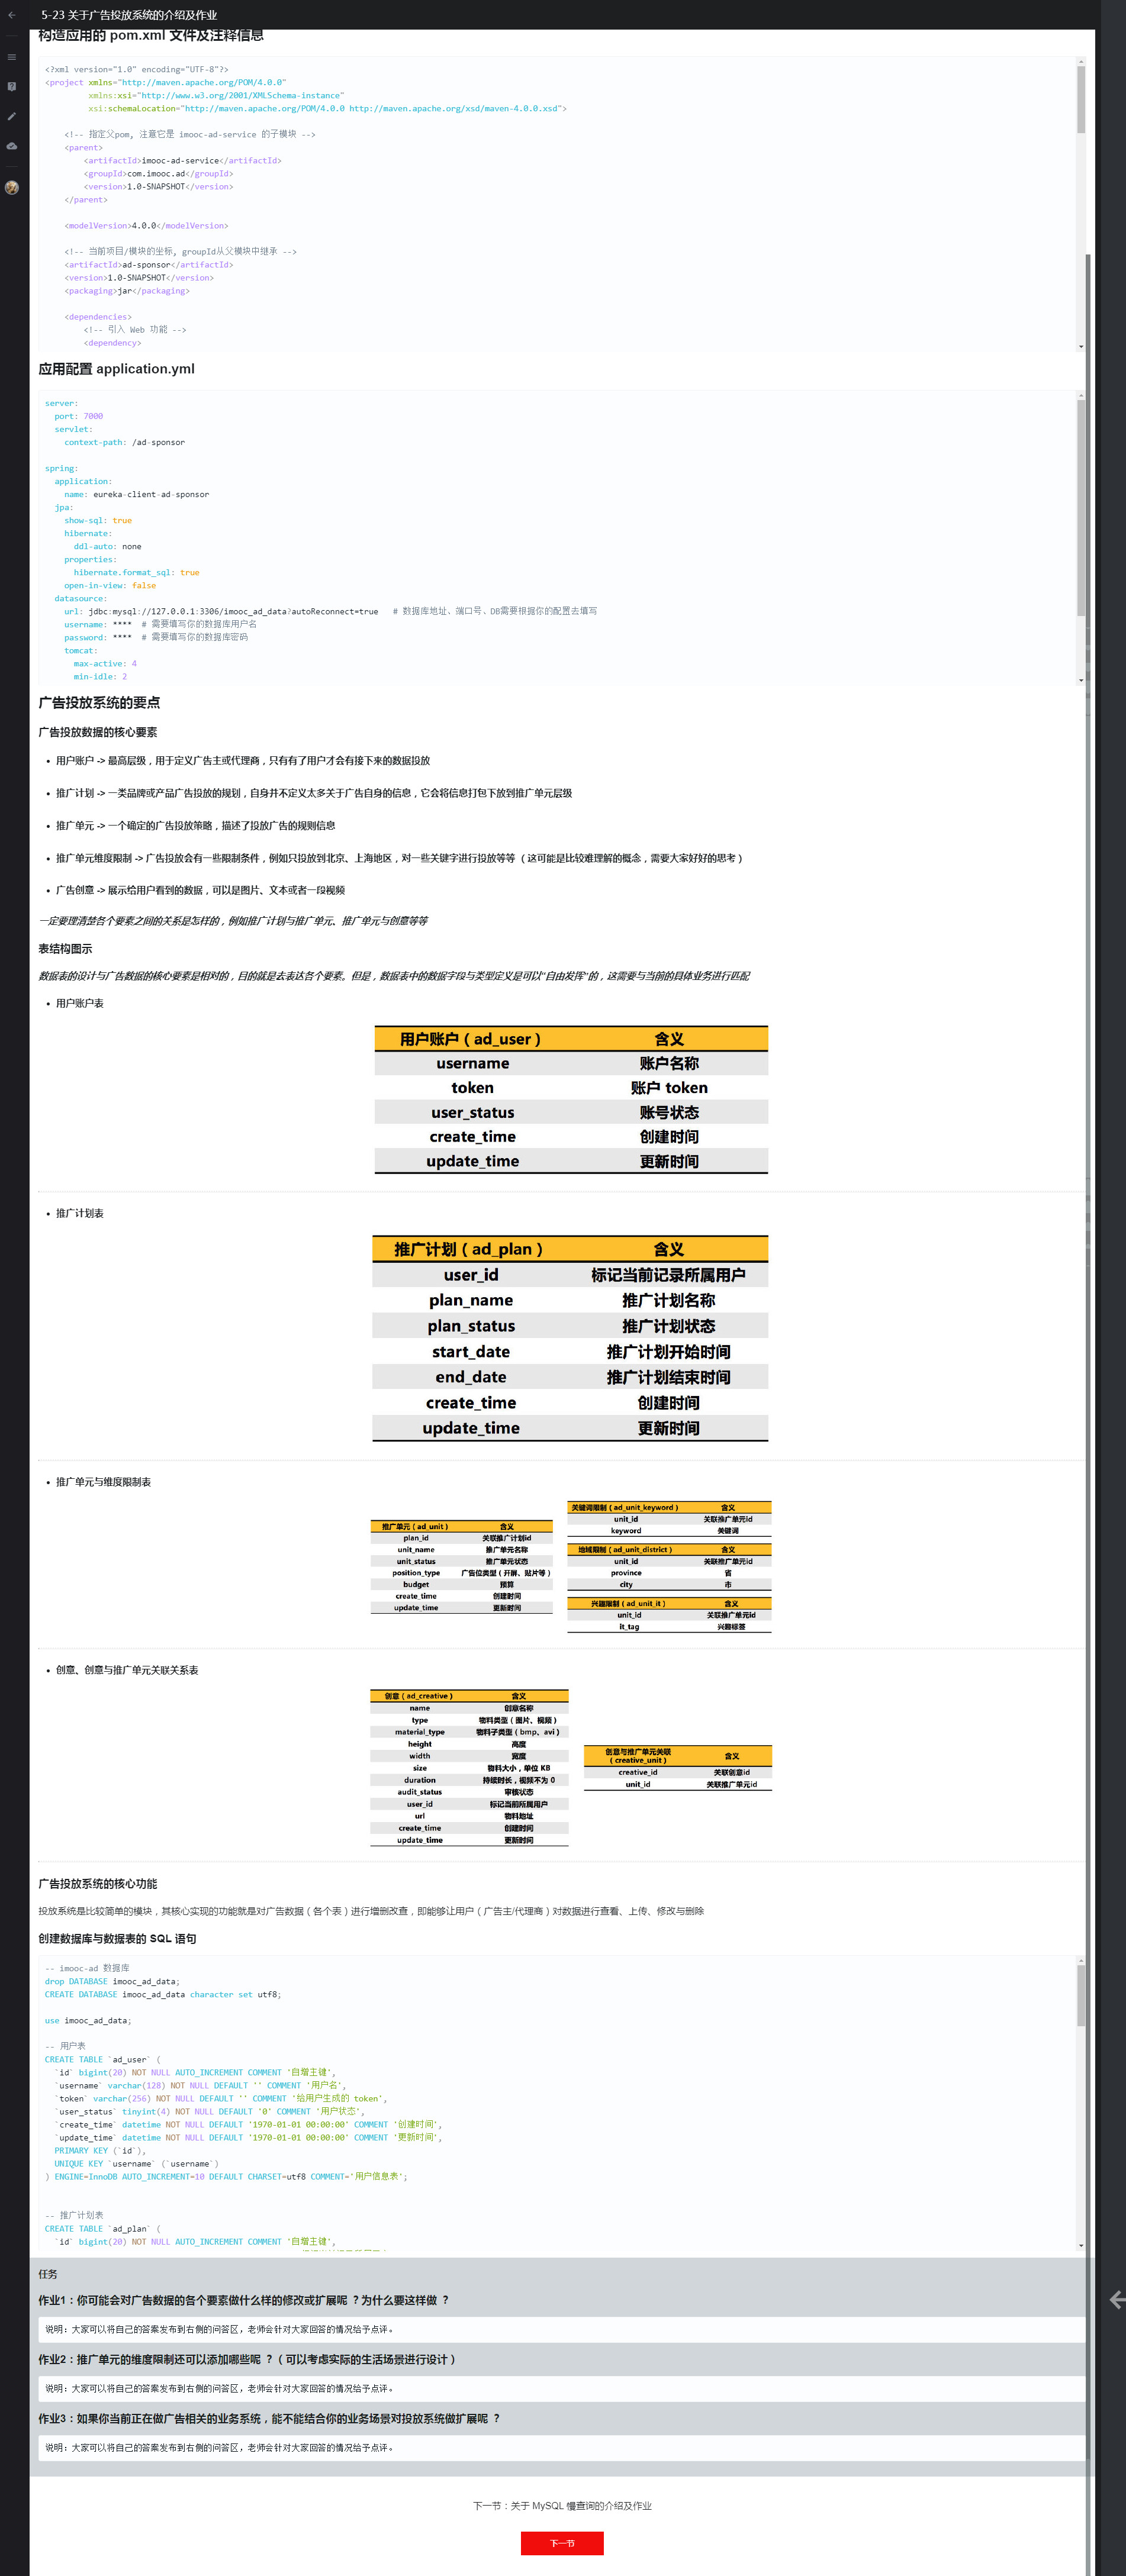 5-23 关于广告投放系统的介绍及作业
构造应用的 pom.xml 文件及注释信息
<?xml version="1.0" encoding="UTF-8"?>
<project xmlns="http://maven.apache.org/POM/4.0.0"
xmlns:xsi="http://www.w3.org/2001/XMLSchema-instance"
xsi:schemaLocation="http://maven.apache.org/POM/4.0.0 http://maven.apache.org/xsd/maven-4.0.0.xsd">
<!-- 指定父pom, 注意它是 imooc-ad-service 的子模块 -->
<parent>
<artifactId>imooc-ad-service</artifactId>
<groupId>com.imooc.ad</groupId>
<version>1.0-SNAPSHOT</version>
</parent>
<modelVersion>4.0.0</modelVersion>
<!-- 当前项目/模块的坐标, groupId从父模块中继承 -->
<artifactId>ad-sponsor</artifactId>
<version>1.0-SNAPSHOT</version>
<packaging>jar</packaging>
<dependencies>
<!-- 引入 Web 功能 -->
<dependency>
应用配置 application.yml
server:
port: 7000
servlet:
context-path: /ad-sponsor
spring:
application:
name: eureka-client-ad-sponsor
jpa:
show-sql: true
hibernate:
ddl-auto: none
properties:
hibernate.format_sql: true
open-in-view: false
datasource:
url: jdbc:mysql://127.0.0.1:3306/imooc_ad_data?autoReconnect=true # 数据库地址、端口号、DB需要根据你的配置去填写
username: **** # 需要填写你的数据库用户名
password: **** # 需要填写你的数据库密码
tomcat:
max-active: 4
min-idle: 2
广告投放系统的要点
广告投放数据的核心要素
• 用户账户 -> 最高层级，用于定义广告主或代理商，只有有了用户才会有接下来的数据投放
• 推广计划 -> 一类品牌或产品广告投放的规划，自身并不定义太多关于广告自身的信息，它会将信息打包下放到推广单元层级
• 推广单元 -> 一个确定的广告投放策略，描述了投放广告的规则信息
• 推广单元维度限制 -> 广告投放会有一些限制条件，例如只投放到北京、上海地区，对一些关键字进行投放等等（这可能是比较难理解的概念，需要大家好好的思考）
• 广告创意 -> 展示给用户看到的数据，可以是图片、文本或者一段视频
一定要理清楚各个要素之间的关系是怎样的，例如推广计划与推广单元、推广单元与创意等等
表结构图示
数据表的设计与广告数据的核心要素是相对的，目的就是去表达各个要素。但是，数据表中的数据字段与类型定义是可以"自由发挥"的，这需要与当前的具体业务进行匹配
• 用户账户表
用户账户（ad_user） 含义
username 账户名称
token 账户 token
user_status 账号状态
create_time 创建时间
update_time 更新时间
• 推广计划表
推广计划（ad_plan） 含义
user_id 标记当前记录所属用户
plan_name 推广计划名称
plan_status 推广计划状态
start_date 推广计划开始时间
end_date 推广计划结束时间
create_time 创建时间
update_time 更新时间
• 推广单元与维度限制表
推广单元（ad_unit） 含义
plan_id 关联推广计划id
unit_name 推广单元名称
unit_status 推广单元状态
position_type 广告位类型（开屏、贴片等）
budget 预算
create_time 创建时间
update_time 更新时间
关键词限制（ad_unit_keyword） 含义
unit_id 关联推广单元id
keyword 关键词
地域限制（ad_unit_district） 含义
unit_id 关联推广单元id
province 省
city 市
兴趣限制（ad_unit_it） 含义
unit_id 关联推广单元id
it_tag 兴趣标签
• 创意、创意与推广单元关联关系表
创意（ad_creative） 含义
name 创意名称
type 物料类型（图片、视频）
material_type 物料子类型（bmp、avi）
height 高度
width 宽度
size 物料大小，单位 KB
duration 持续时长，视频不为 0
audit_status 审核状态
user_id 标记当前所属用户
url 物料地址
create_time 创建时间
update_time 更新时间
创意与推广单元关联（creative_unit） 含义
creative_id 关联创意id
unit_id 关联推广单元id
广告投放系统的核心功能
投放系统是比较简单的模块，其核心实现的功能就是对广告数据（各个表）进行增删改查，即能够让用户（广告主/代理商）对数据进行查看、上传、修改与删除
创建数据库与数据表的 SQL 语句
-- imooc-ad 数据库
drop DATABASE imooc_ad_data;
CREATE DATABASE imooc_ad_data character set utf8;
use imooc_ad_data;
-- 用户表
CREATE TABLE `ad_user` (
`id` bigint(20) NOT NULL AUTO_INCREMENT COMMENT '自增主键',
`username` varchar(128) NOT NULL DEFAULT '' COMMENT '用户名',
`token` varchar(256) NOT NULL DEFAULT '' COMMENT '给用户生成的 token',
`user_status` tinyint(4) NOT NULL DEFAULT '0' COMMENT '用户状态',
`create_time` datetime NOT NULL DEFAULT '1970-01-01 00:00:00' COMMENT '创建时间',
`update_time` datetime NOT NULL DEFAULT '1970-01-01 00:00:00' COMMENT '更新时间',
PRIMARY KEY (`id`),
UNIQUE KEY `username` (`username`)
) ENGINE=InnoDB AUTO_INCREMENT=10 DEFAULT CHARSET=utf8 COMMENT='用户信息表';
-- 推广计划表
CREATE TABLE `ad_plan` (
`id` bigint(20) NOT NULL AUTO_INCREMENT COMMENT '自增主键',
任务
作业1：你可能会对广告数据的各个要素做什么样的修改或扩展呢 ？为什么要这样做 ？
说明：大家可以将自己的答案发布到右侧的问答区，老师会针对大家回答的情况给予点评。
作业2：推广单元的维度限制还可以添加哪些呢 ？（可以考虑实际的生活场景进行设计）
说明：大家可以将自己的答案发布到右侧的问答区，老师会针对大家回答的情况给予点评。
作业3：如果你当前正在做广告相关的业务系统，能不能结合你的业务场景对投放系统做扩展呢 ？
说明：大家可以将自己的答案发布到右侧的问答区，老师会针对大家回答的情况给予点评。
下一节：关于 MySQL 慢查询的介绍及作业
下一节